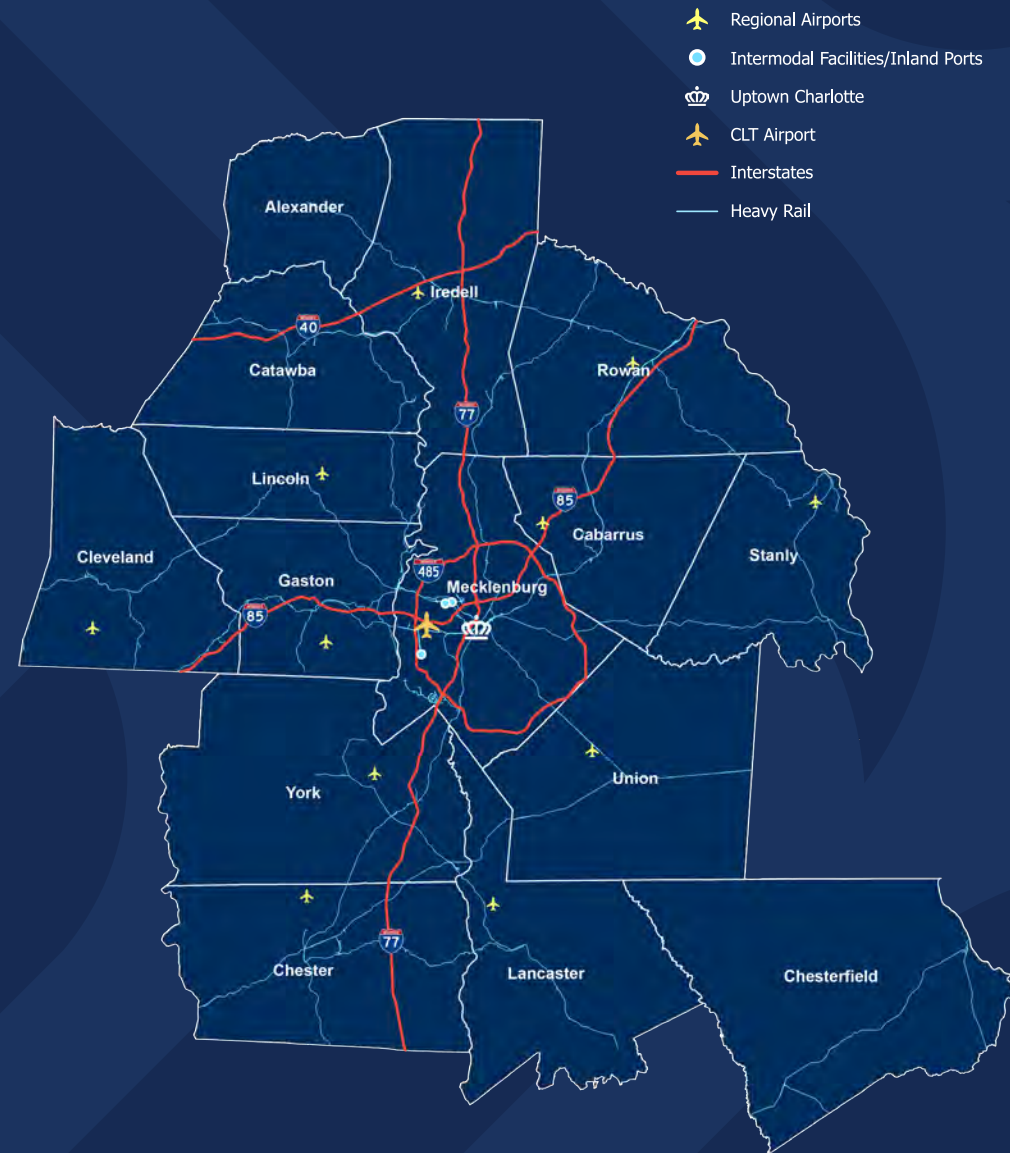 Regional Airports
Intermodal Facilities/Inland Ports
Uptown Charlotte
CLT Airport
Interstates
Heavy Rail
Alexander
Iredell
40
Catawba
Rowan
77
Lincoln
85
Cabarrus
Cleveland
Stanly
485
Gaston
Mecklenburg
85
York
Union
77
Chester
Lancaster
Chesterfield